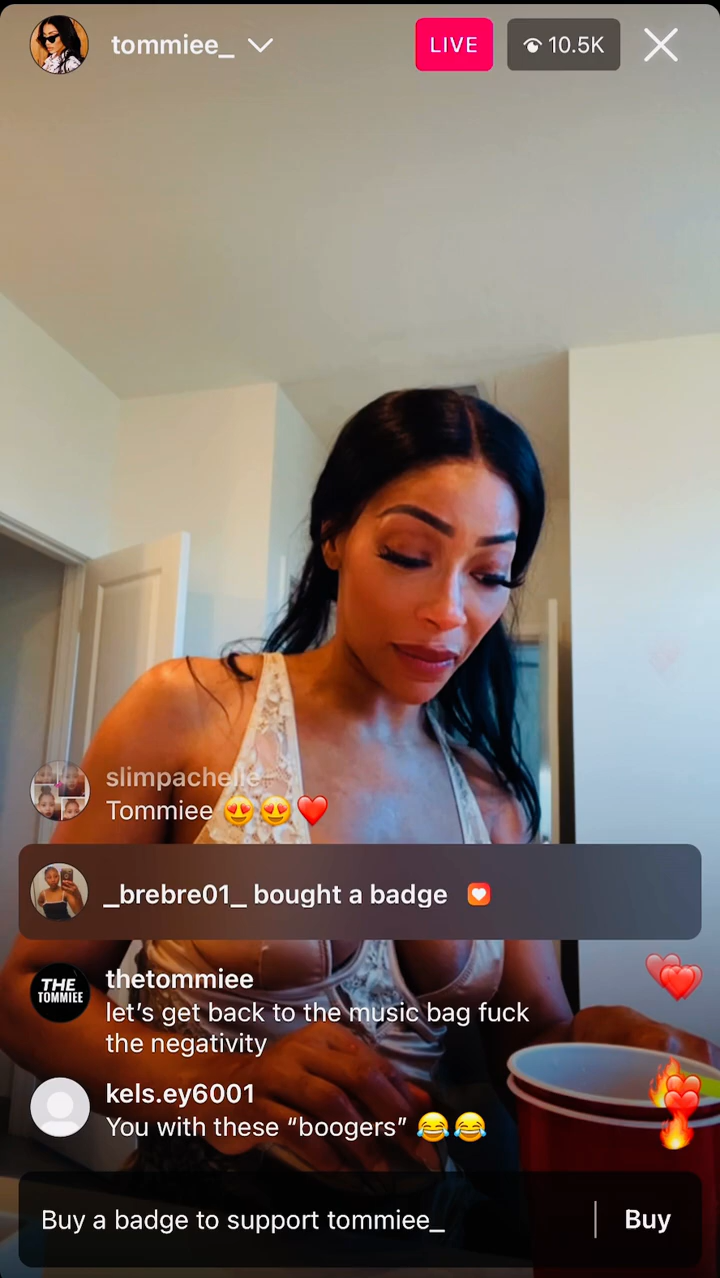 tommiee_
LIVE
10.5K
slimpachelle
Tommiee 😍😍❤️
_brebre01_ bought a badge
THE
TOMMIEE
thetommiee
let's get back to the music bag fuck
the negativity
kels.ey6001
You with these “boogers” 😂😂
Buy a badge to support tommiee_
Buy